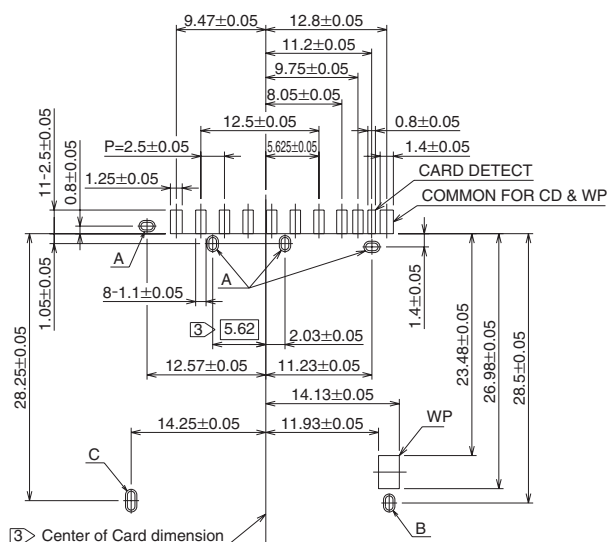 9.47±0.05
12.8±0.05
11.2±0.05
9.75±0.05
8.05±0.05
12.5±0.05
0.8±0.05
P=2.5±0.05
5.625±0.05
1.4±0.05
11-2.5±0.05
0.8±0.05
1.25±0.05
CARD DETECT
COMMON FOR CD & WP
A
A
1.05±0.05
8-1.1±0.05
1.4±0.05
3 5.62
2.03±0.05
28.25±0.05
12.57±0.05
11.23±0.05
23.48±0.05
26.98±0.05
28.5±0.05
14.13±0.05
14.25±0.05
11.93±0.05
WP
C
B
3 Center of Card dimension